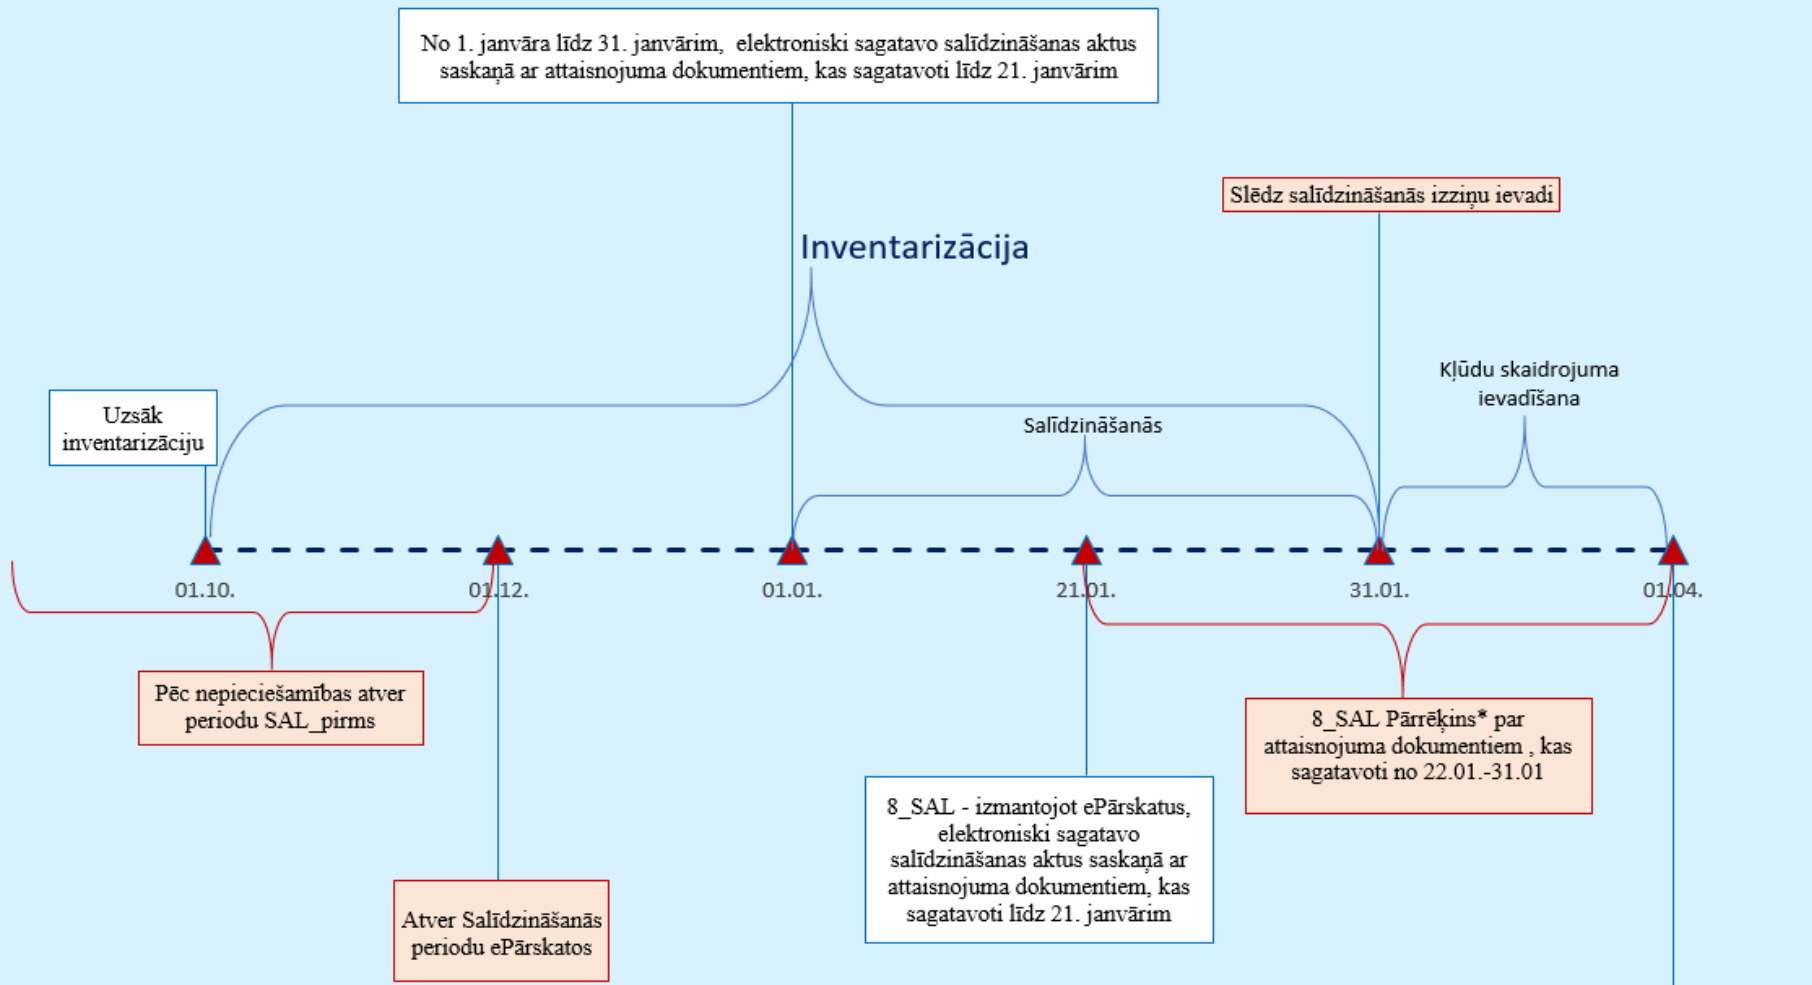 No 1. janvāra līdz 31. janvārim, elektroniski sagatavo salīdzināšanas aktus
saskaņā ar attaisnojuma dokumentiem, kas sagatavoti līdz 21. janvārim
Slēdz salīdzināšanās izziņu ievadi
Inventarizācija
Kļūdu skaidrojuma
ievadīšana
Uzsāk
inventarizāciju
Salīdzināšanās
01.10.
01.12.
01.01.
21.01.
31.01.
01.04.
Pēc nepieciešamības atver
periodu SAL_pirms
8_SAL Pārrēķins* par
attaisnojuma dokumentiem , kas
sagatavoti no 22.01.-31.01
8_SAL - izmantojot ePārskatus,
elektroniski sagatavo
salīdzināšanas aktus saskaņā ar
attaisnojuma dokumentiem, kas
sagatavoti līdz 21. janvārim
Atver Salīdzināšanās
periodu ePārskatos